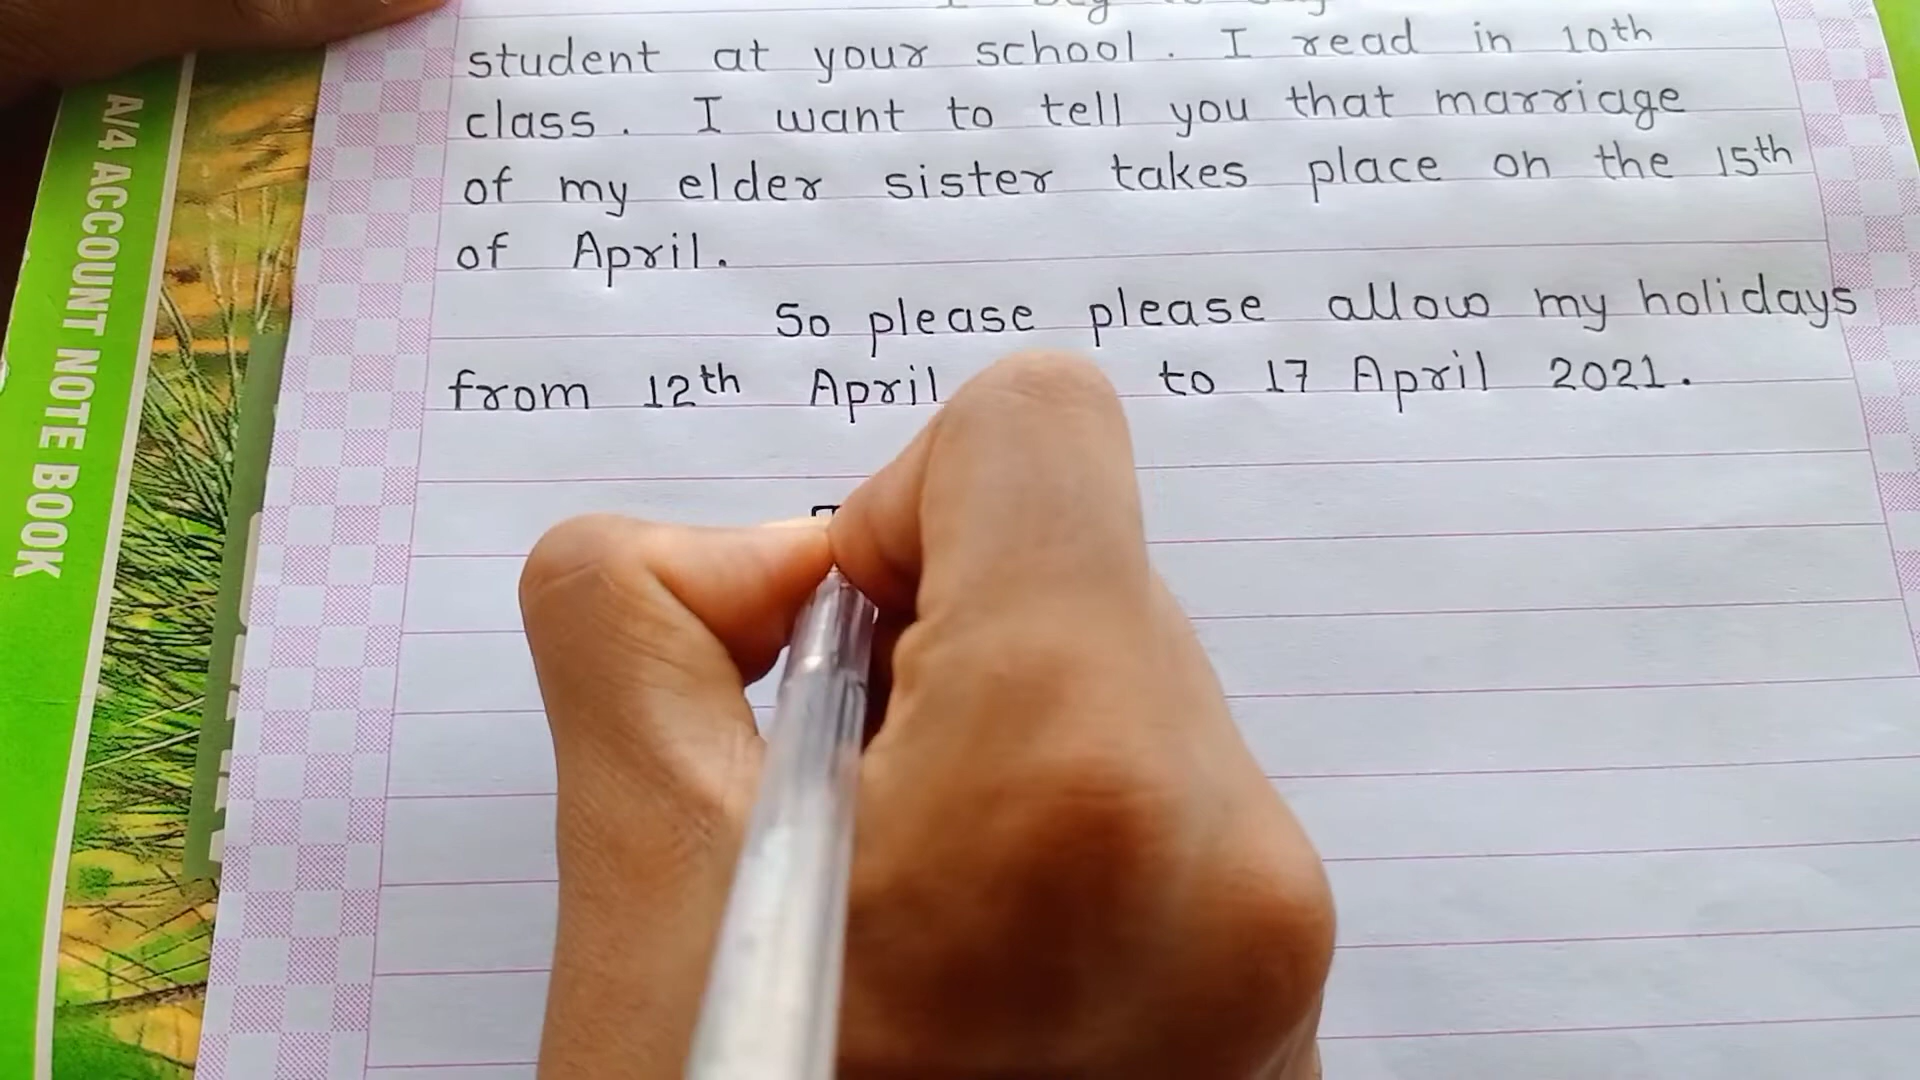 student at your school. I read in 10th
class. I want to tell you that marriage
of my elder sister takes place on the 15th
of April.
So please please allow my holidays
from 12th April to 17 April 2021.
A/4 ACCOUNT NOTE BOOK